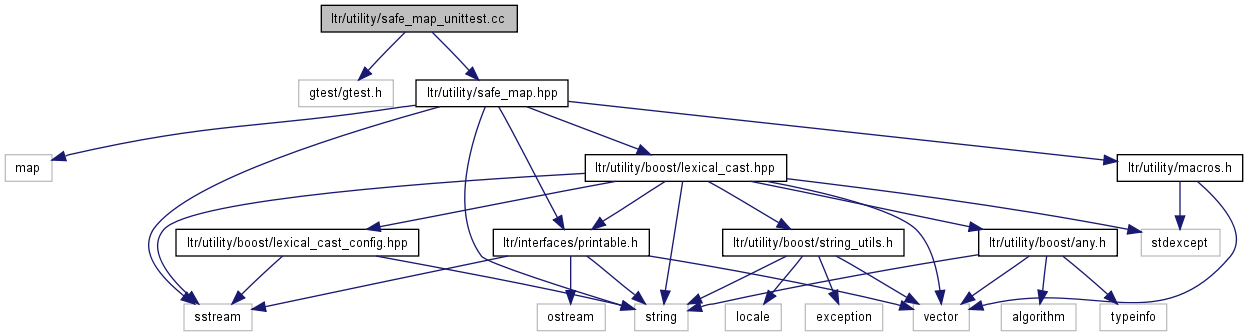 ltr/utility/safe_map_unittest.cc
gtest/gtest.h
ltr/utility/safe_map.hpp
map
ltr/utility/boost/lexical_cast.hpp
ltr/utility/macros.h
ltr/utility/boost/lexical_cast_config.hpp
ltr/interfaces/printable.h
ltr/utility/boost/string_utils.h
ltr/utility/boost/any.h
stdexcept
sstream
ostream
string
locale
exception
vector
algorithm
typeinfo